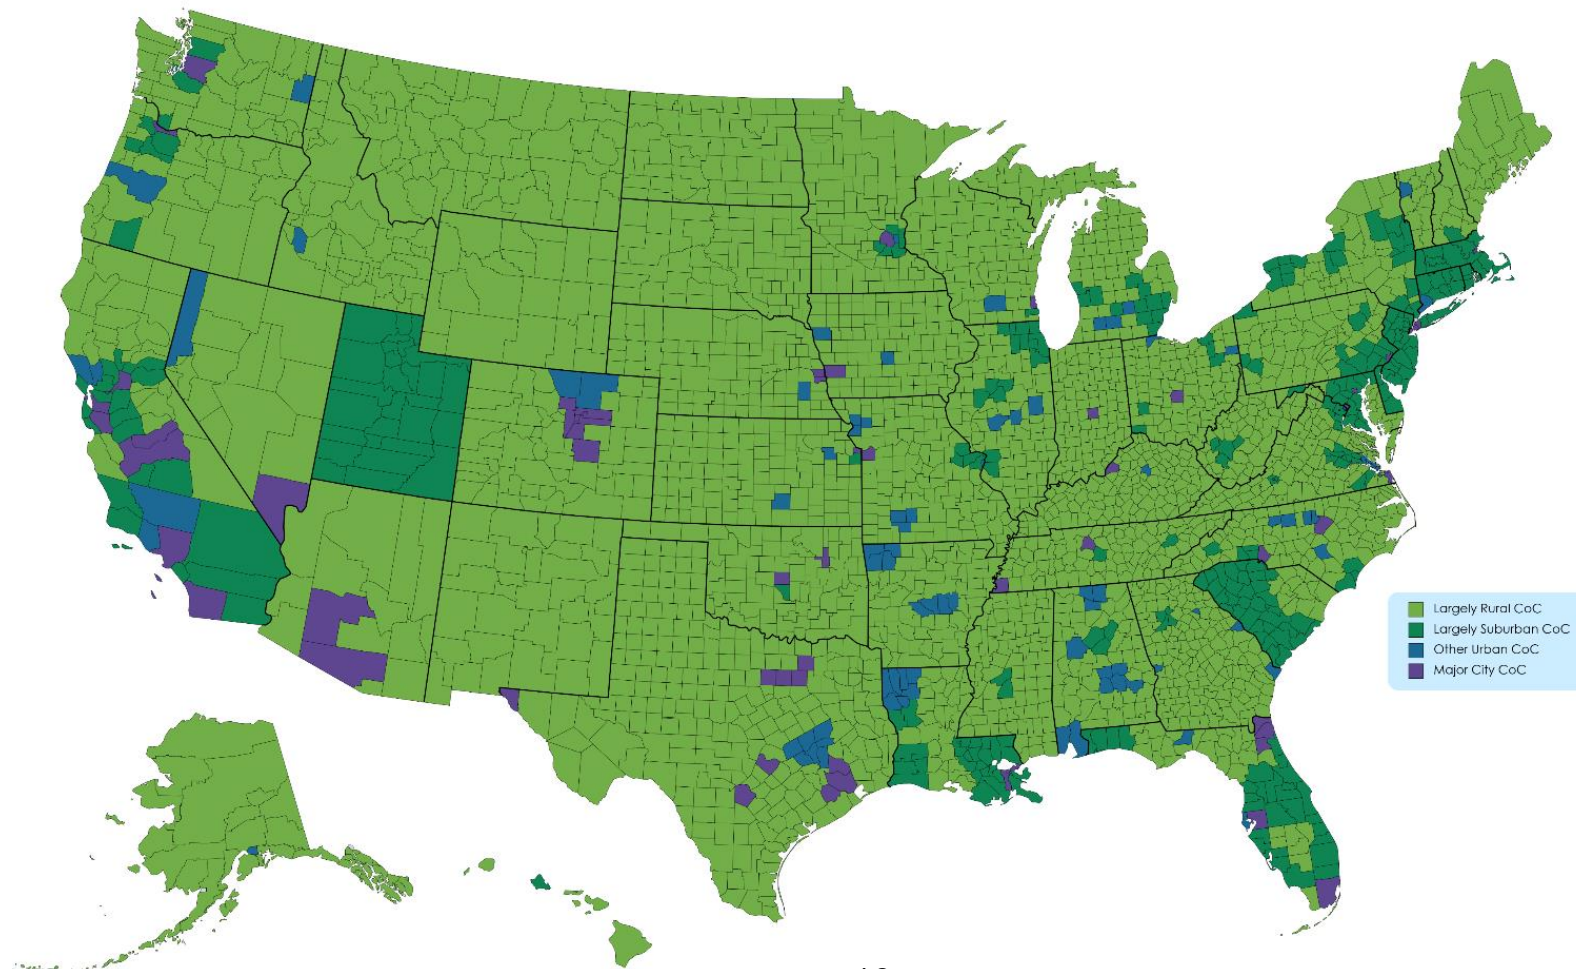 Largely Rural CoC
Largely Suburban CoC
Other Urban CoC
Major City CoC